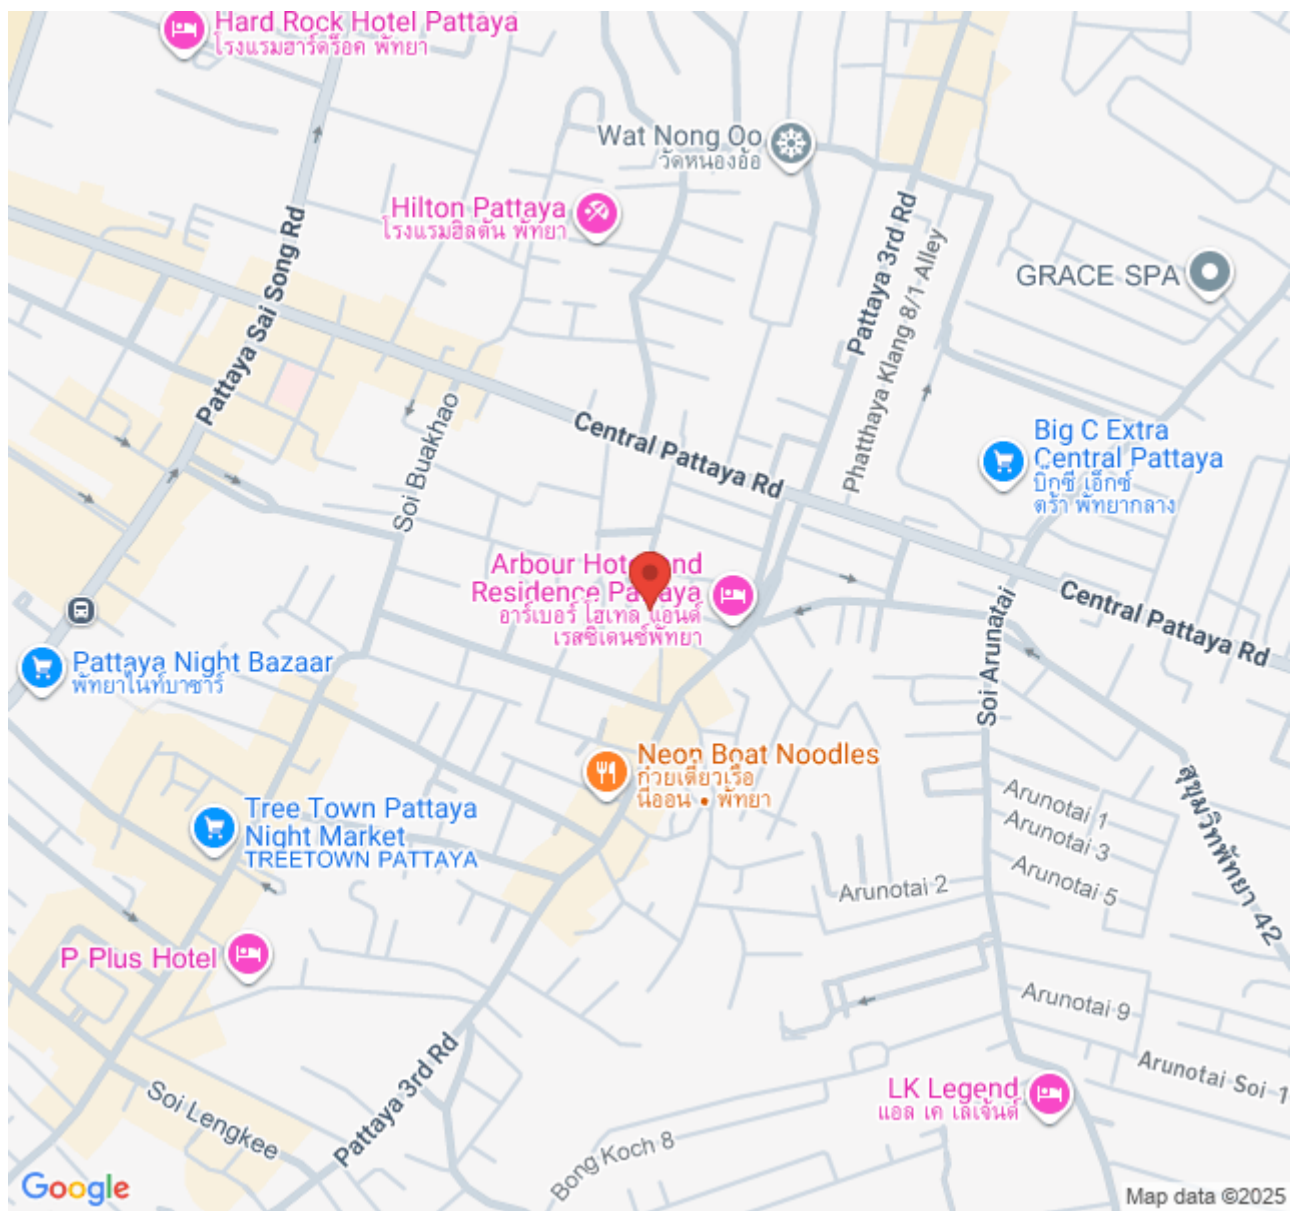 Hard Rock Hotel Pattaya
โรงแรมฮาร์ดร็อค พัทยา
Wat Nong Oo
วัดหนองอ้อ
Hilton Pattaya
โรงแรมฮิลตัน พัทยา
Pattaya Sai Song Rd
Pattaya 3rd Rd
Phatthaya Klang 8/1 Alley
GRACE SPA
Soi Buakhao
Central Pattaya Rd
Big C Extra
Central Pattaya
บิ๊กซี เอ็กซ์
ตร้า พัทยากลาง
Arbour Hotel and
Residence Pattaya
อาร์เบอร์ โฮเทล แอนด์
เรสซิเดนซ์พัทยา
Central Pattaya Rd
Soi Arunatai
Pattaya Night Bazaar
พัทยาไนท์บาซาร์
Neon Boat Noodles
ก๋วยเตี๋ยวเรือ
นีออน • พัทยา
Tree Town Pattaya
Night Market
TREETOWN PATTAYA
Arunotai 1
Arunotai 3
Arunotai 5
สุขุมวิทพัทยา 42
Arunotai 2
P Plus Hotel
Arunotai 9
Arunotai Soi 1
Soi Lengkee
Pattaya 3rd Rd
LK Legend
แอล เค เล้เจ้นด์
Bong Koch 8
Google
Map data ©2025